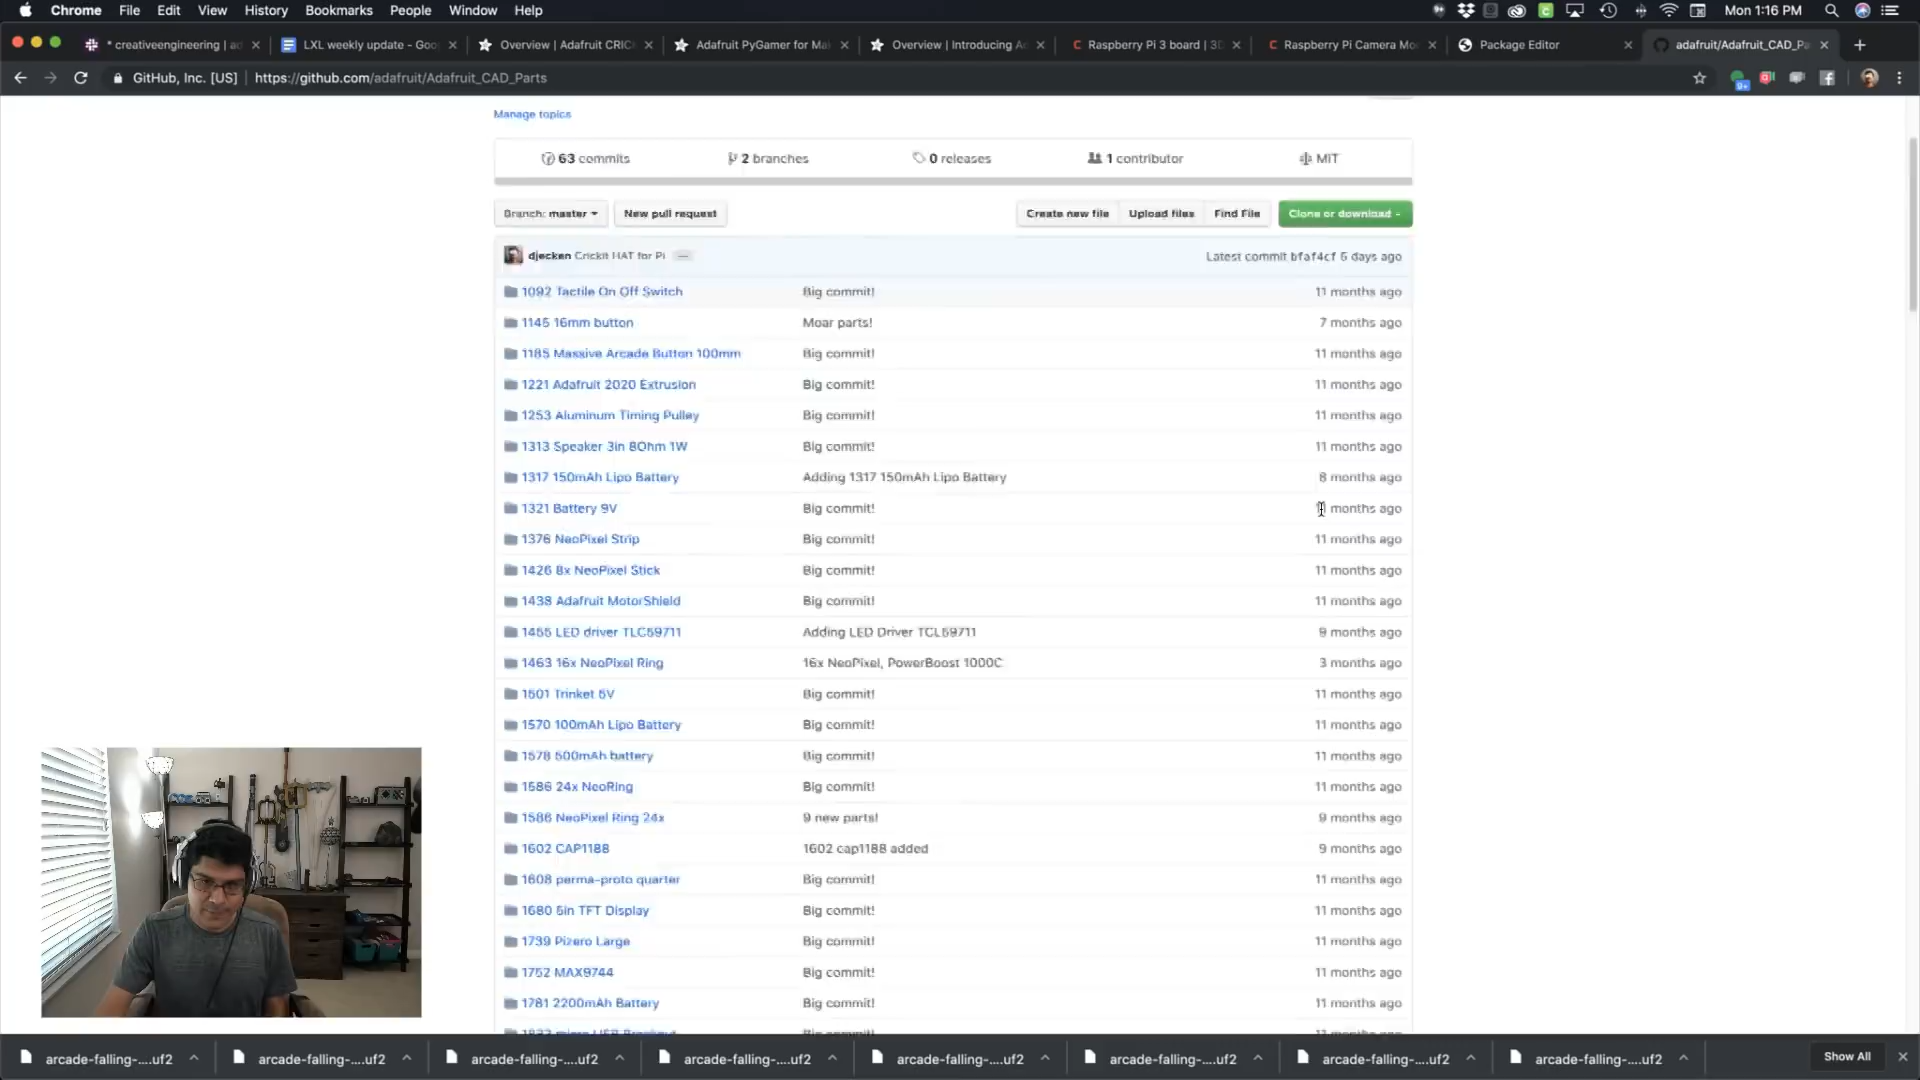 Chrome File Edit View History Bookmarks People Window Help Mon 1:16 PM
* creativeengineering | ad LXL weekly update - Goo Overview | Adafruit CRIC Adafruit PyGamer for Ma Overview | Introducing A Raspberry Pi 3 board | 3D Raspberry Pi Camera Mo Package Editor adafruit/Adafruit_CAD_Pa
GitHub, Inc. [US] https://github.com/adafruit/Adafruit_CAD_Parts
Manage topics
63 commits 2 branches 0 releases 1 contributor MIT
Branch: master New pull request Create new file Upload files Find File Clone or download
djecken Crickit HAT for Pi Latest commit bfaf4cf 5 days ago
1092 Tactile On Off Switch Big commit! 11 months ago
1145 16mm button Moar parts! 7 months ago
1185 Massive Arcade Button 100mm Big commit! 11 months ago
1221 Adafruit 2020 Extrusion Big commit! 11 months ago
1253 Aluminum Timing Pulley Big commit! 11 months ago
1313 Speaker 3in 8Ohm 1W Big commit! 11 months ago
1317 150mAh Lipo Battery Adding 1317 150mAh Lipo Battery 8 months ago
1321 Battery 9V Big commit! months ago
1376 NeoPixel Strip Big commit! 11 months ago
1426 8x NeoPixel Stick Big commit! 11 months ago
1438 Adafruit MotorShield Big commit! 11 months ago
1455 LED driver TLC59711 Adding LED Driver TCL59711 9 months ago
1463 16x NeoPixel Ring 16x NeoPixel, PowerBoost 1000C 3 months ago
1501 Trinket 5V Big commit! 11 months ago
1570 100mAh Lipo Battery Big commit! 11 months ago
1578 500mAh battery Big commit! 11 months ago
1586 24x NeoRing Big commit! 11 months ago
1586 NeoPixel Ring 24x 9 new parts! 9 months ago
1602 CAP1188 1602 cap1188 added 9 months ago
1608 perma-proto quarter Big commit! 11 months ago
1680 5in TFT Display Big commit! 11 months ago
1739 Pizero Large Big commit! 11 months ago
1752 MAX9744 Big commit! 11 months ago
1781 2200mAh Battery Big commit! 11 months ago
arcade-falling-....uf2 arcade-falling-....uf2 arcade-falling-....uf2 arcade-falling-....uf2 arcade-falling-....uf2 arcade-falling-....uf2 arcade-falling-....uf2 arcade-falling-....uf2 Show All